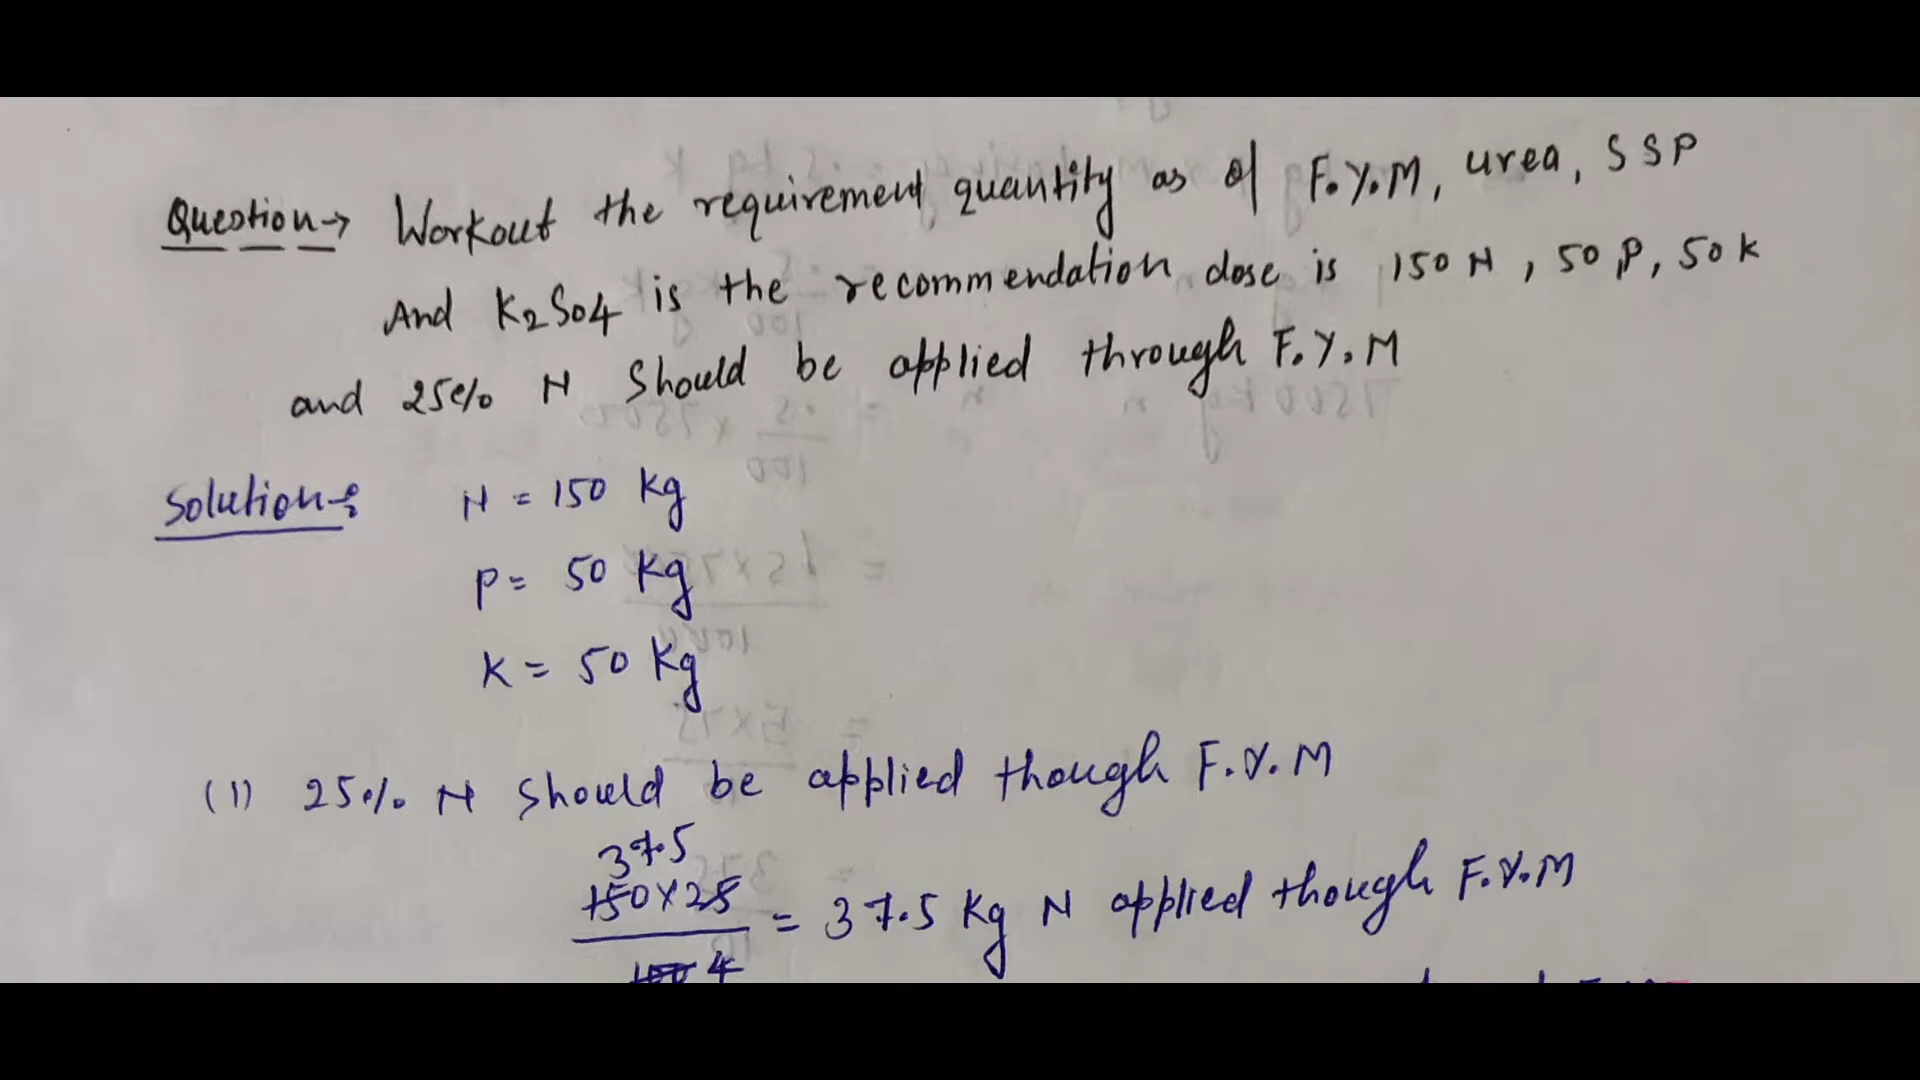 Question→ Workout the requirement quantity as of F.Y.M, urea, SSP
And K2SO4 is the recommendation dose is 150 N, 50 P, 50 K
and 25% N Should be applied through F.Y.M
Solution:
N = 150 kg
P = 50 kg
K = 50 kg
(1) 25% N should be applied though F.Y.M
37.5
150×25
100 4
= 37.5 kg N applied though F.Y.M